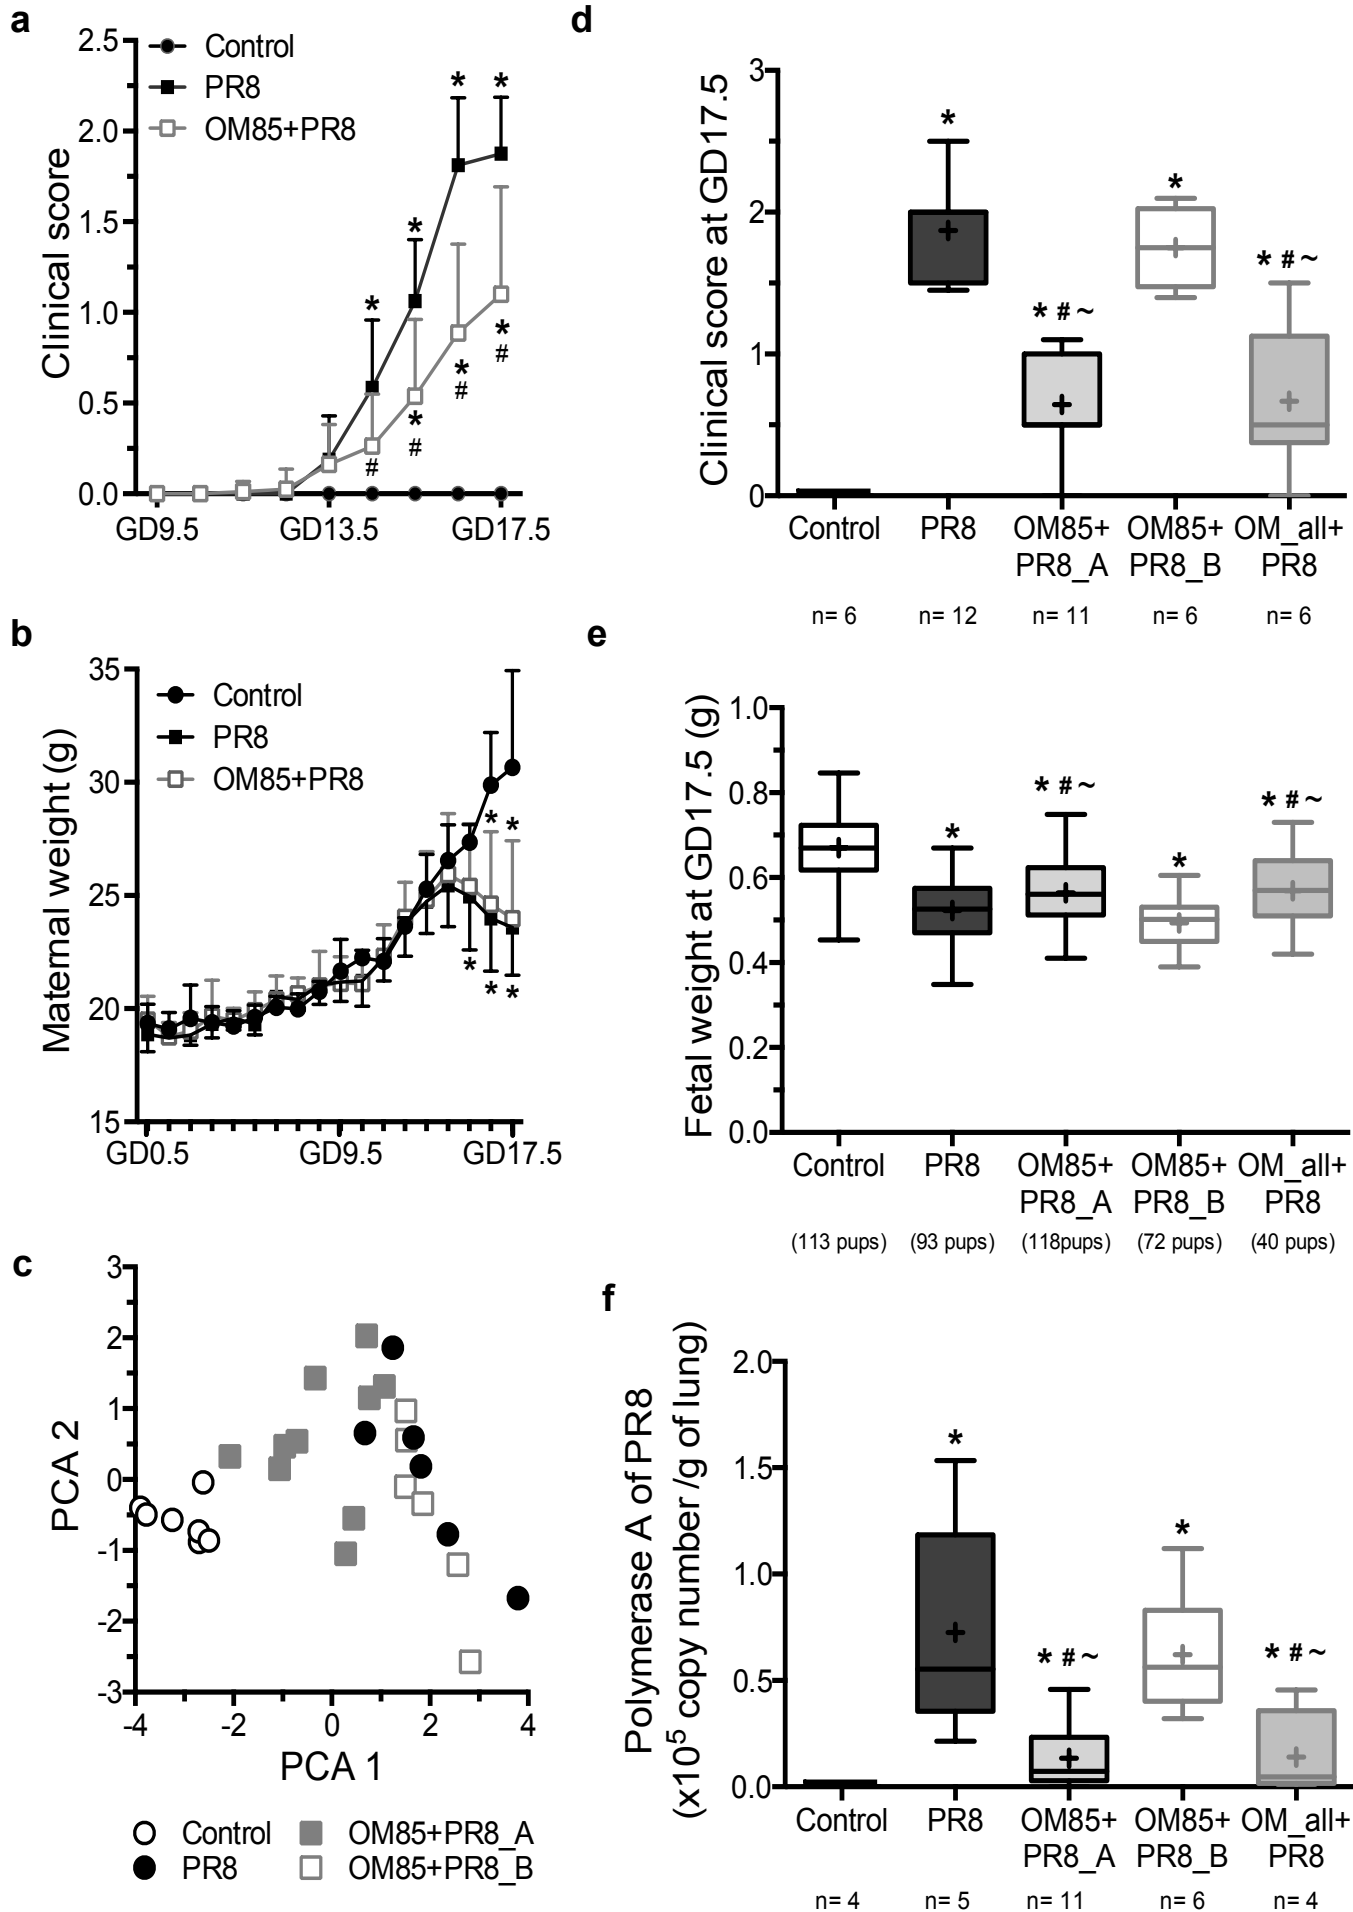 a
2.5
2.0
1.5
1.0
0.5
0.0
Clinical score
Control
PR8
OM85+PR8
* * * *
* # * # * # #
GD9.5 GD13.5 GD17.5
b
35
30
25
20
15
Maternal weight (g)
Control
PR8
OM85+PR8
* *
* * *
GD0.5 GD9.5 GD17.5
c
3
2
1
0
-1
-2
-3
PCA 2
-4 -2 0 2 4
PCA 1
Control OM85+PR8_A
PR8 OM85+PR8_B
d
3
2
1
0
Clinical score at GD17.5
* * # ~ * * # ~
Control PR8 OM85+ OM85+ OM_all+
PR8_A PR8_B PR8
n= 6 n= 12 n= 11 n= 6 n= 6
e
1.0
0.8
0.6
0.4
0.2
0.0
Fetal weight at GD17.5 (g)
* * # ~ * * # ~
Control PR8 OM85+ OM85+ OM_all+
PR8_A PR8_B PR8
(113 pups) (93 pups) (118pups) (72 pups) (40 pups)
f
2.0
1.5
1.0
0.5
0.0
Polymerase A of PR8
(x10⁵ copy number /g of lung)
* * # ~ * * # ~
Control PR8 OM85+ OM85+ OM_all+
PR8_A PR8_B PR8
n= 4 n= 5 n= 11 n= 6 n= 4